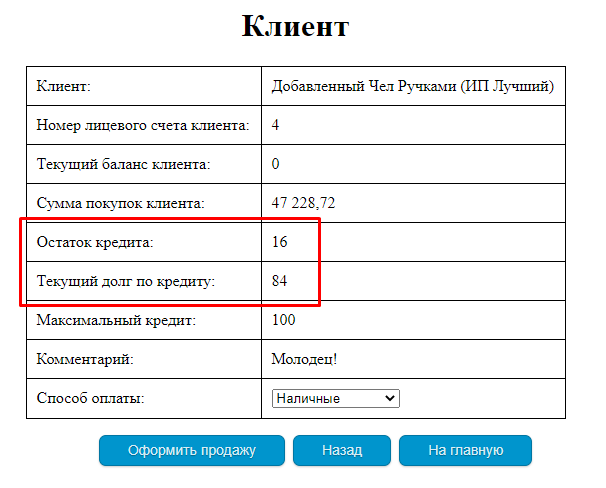 Клиент
Клиент: Добавленный Чел Ручками (ИП Лучший)
Номер лицевого счета клиента: 4
Текущий баланс клиента: 0
Сумма покупок клиента: 47 228,72
Остаток кредита: 16
Текущий долг по кредиту: 84
Максимальный кредит: 100
Комментарий: Молодец!
Способ оплаты: Наличные
Оформить продажу Назад На главную